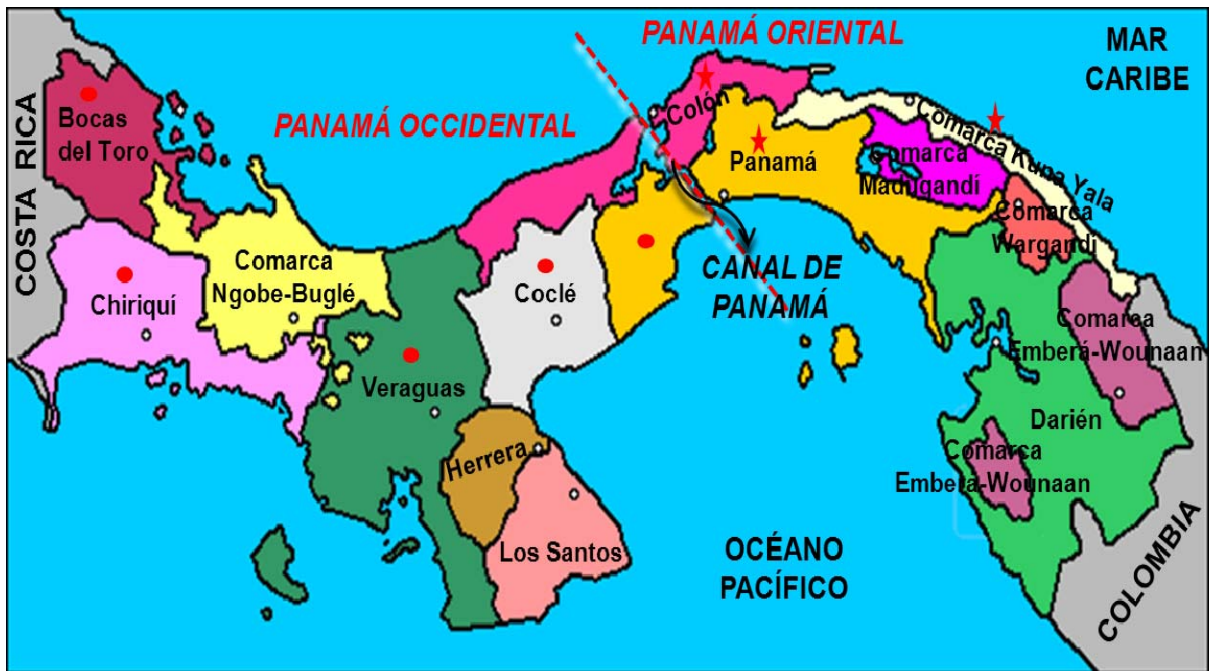 PANAMÁ ORIENTAL
MAR
CARIBE
COSTA RICA
Bocas
del Toro
PANAMÁ OCCIDENTAL
Colón
Panamá
Comarca
Madugandí
Comarca Kuna Yala
Comarca
Wargandí
Comarca
Ngobe-Buglé
Chiriquí
Coclé
CANAL DE
PANAMÁ
Comarca
Emberá-Wounaan
Veraguas
Darién
Herrera
Comarca
Emberá-Wounaan
Los Santos
OCÉANO
PACÍFICO
COLOMBIA